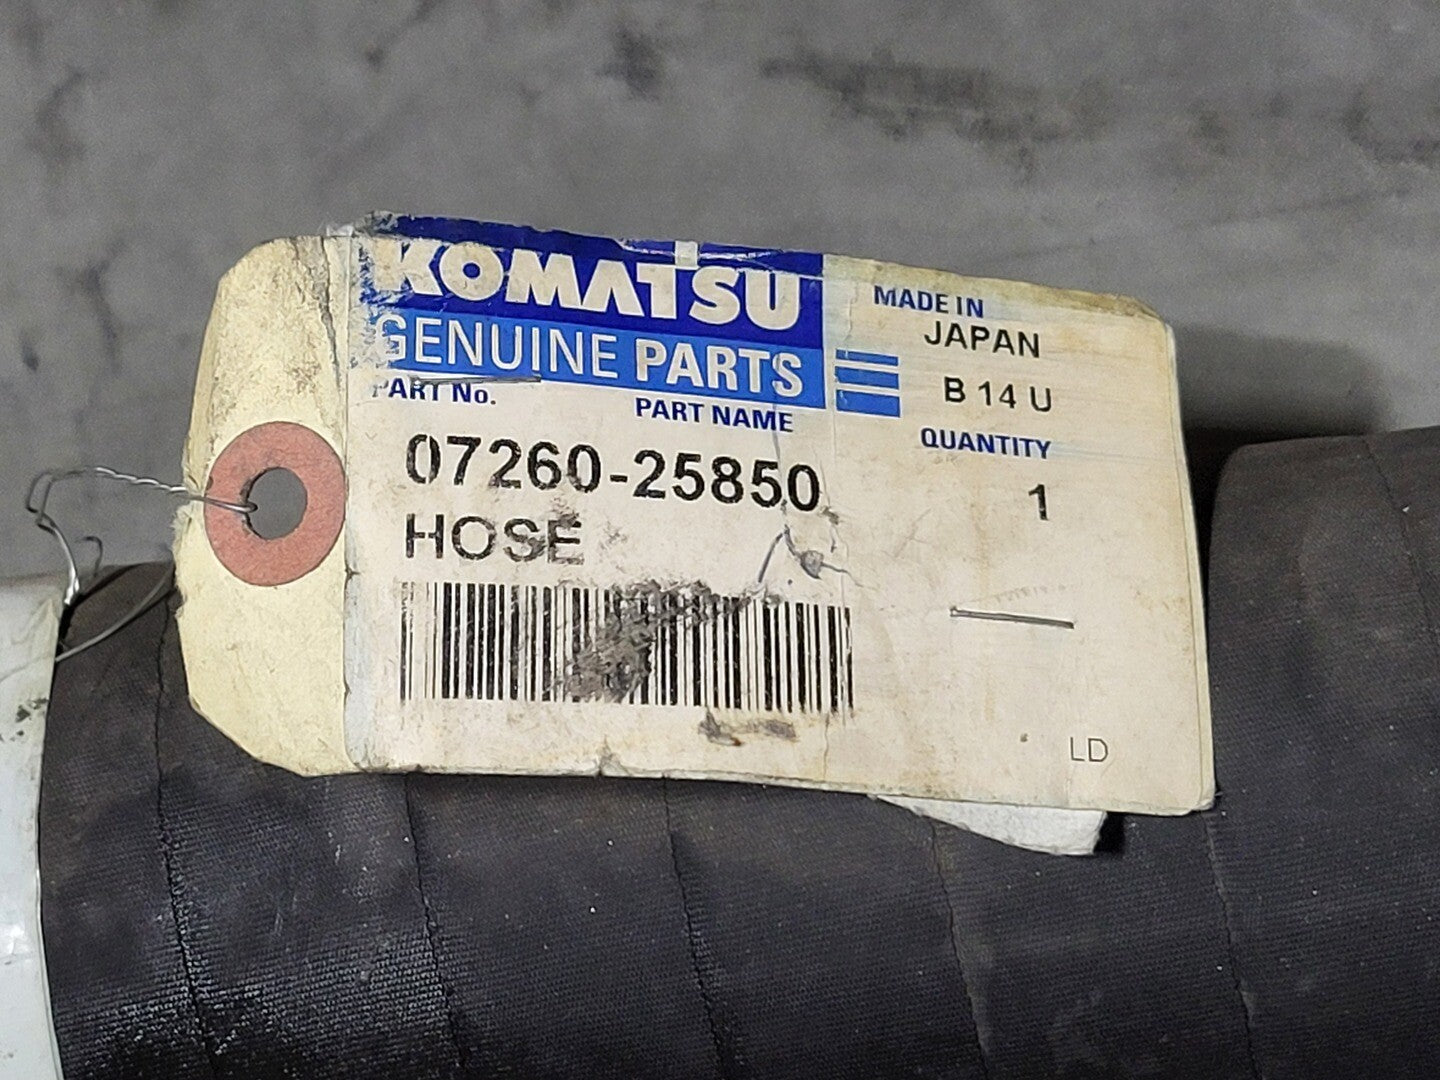 KOMATSU
GENUINE PARTS
PART No.
PART NAME
07260-25850
HOSE
MADE IN
JAPAN
B 14 U
QUANTITY
1
LD